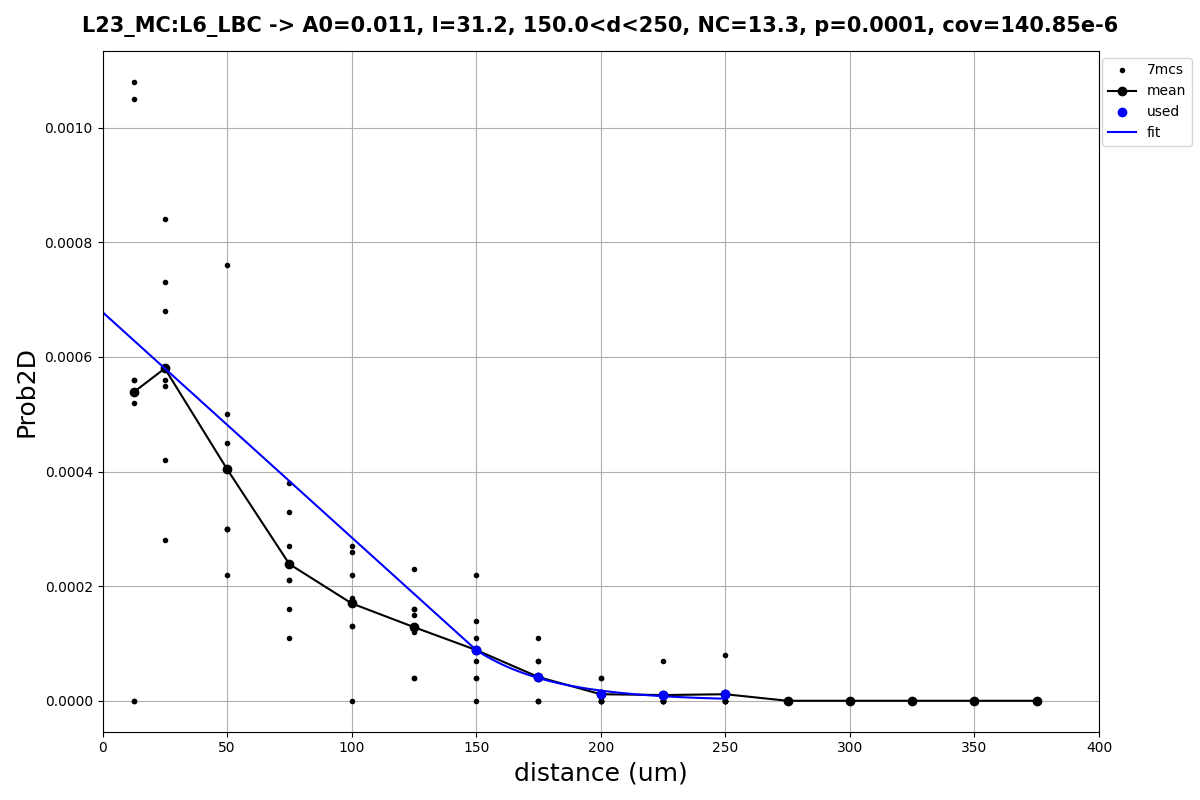 L23_MC:L6_LBC -> A0=0.011, l=31.2, 150.0<d<250, NC=13.3, p=0.0001, cov=140.85e-6
7mcs
mean
used
fit
Prob2D
0.0010
0.0008
0.0006
0.0004
0.0002
0.0000
0 50 100 150 200 250 300 350 400
distance (um)